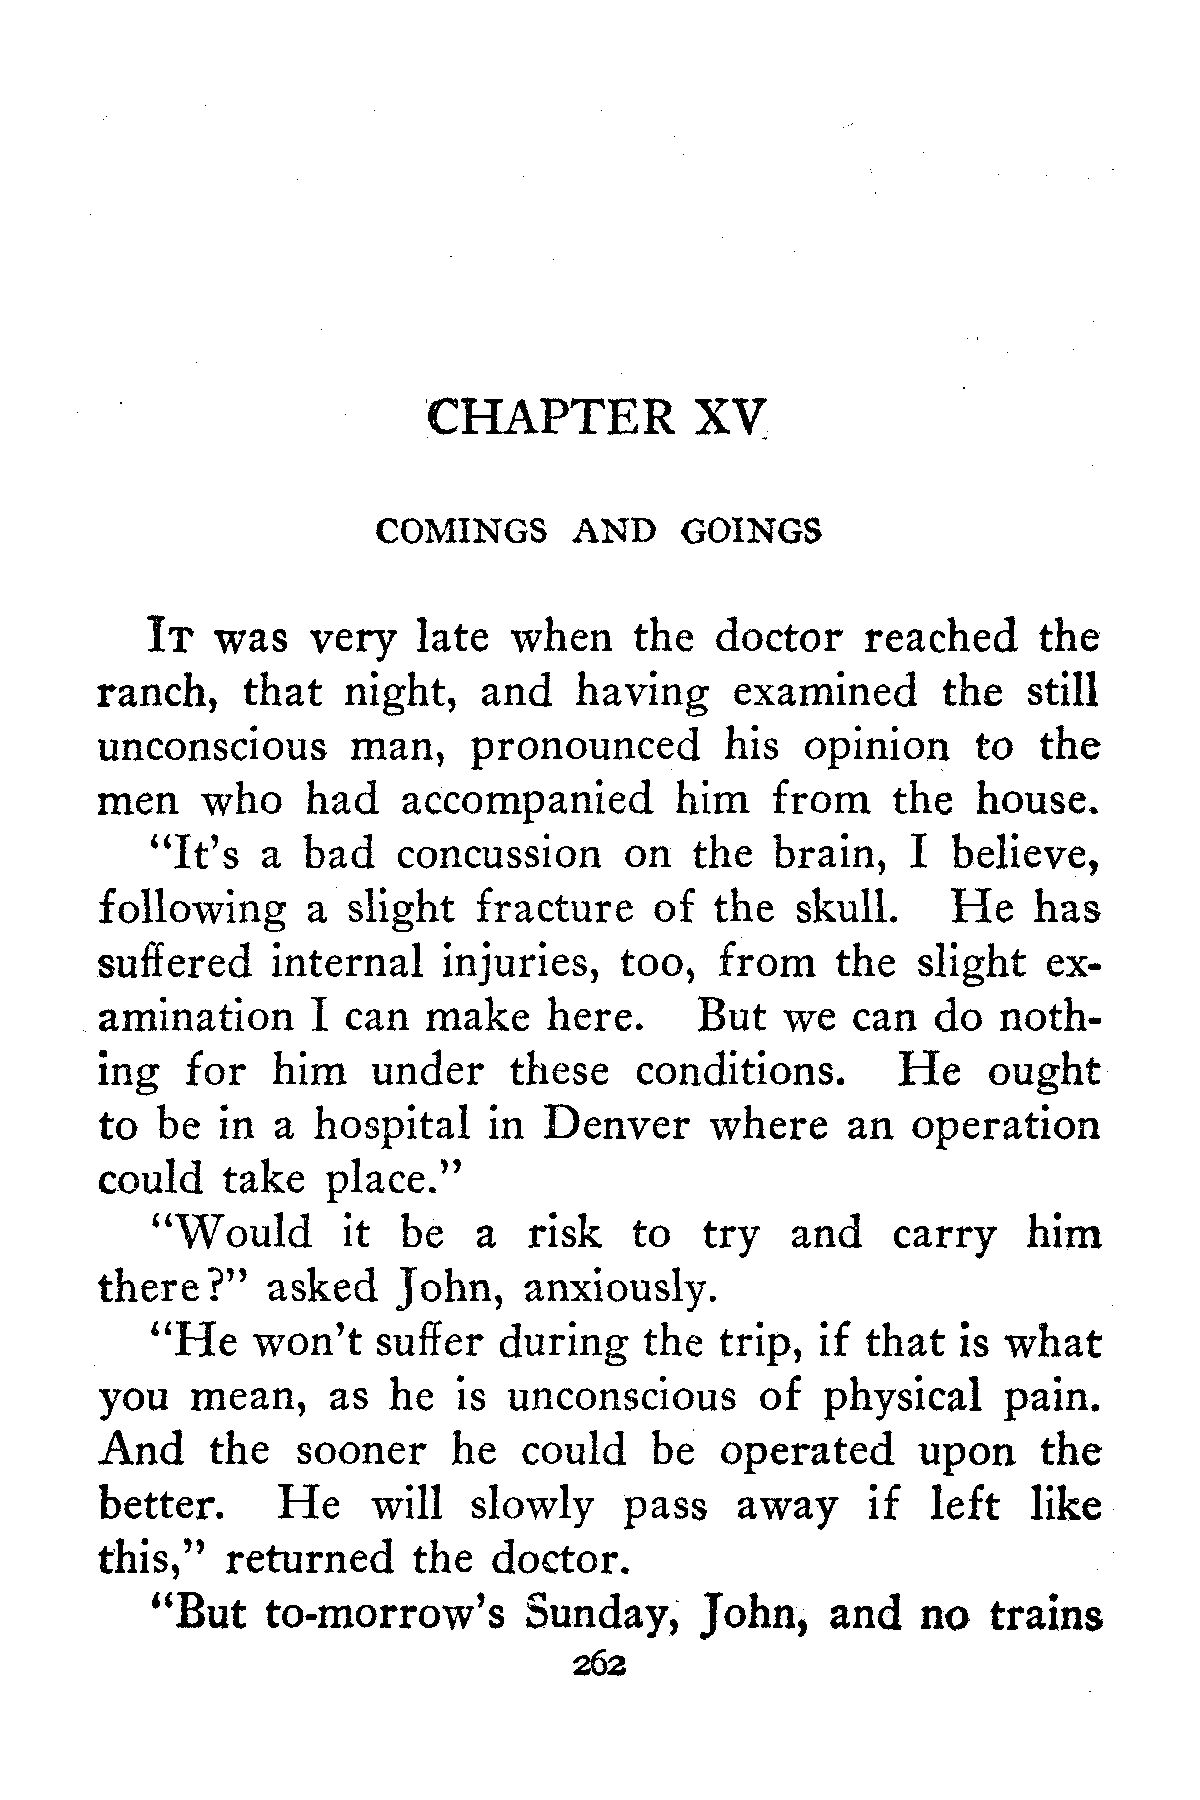 CHAPTER XV
COMINGS AND GOINGS
IT was very late when the doctor reached the
ranch, that night, and having examined the still
unconscious man, pronounced his opinion to the
men who had accompanied him from the house.
"It's a bad concussion on the brain, I believe,
following a slight fracture of the skull. He has
suffered internal injuries, too, from the slight ex-
amination I can make here. But we can do noth-
ing for him under these conditions. He ought
to be in a hospital in Denver where an operation
could take place."
"Would it be a risk to try and carry him
there?" asked John, anxiously.
"He won't suffer during the trip, if that is what
you mean, as he is unconscious of physical pain.
And the sooner he could be operated upon the
better. He will slowly pass away if left like
this," returned the doctor.
"But to-morrow's Sunday, John, and no trains
262